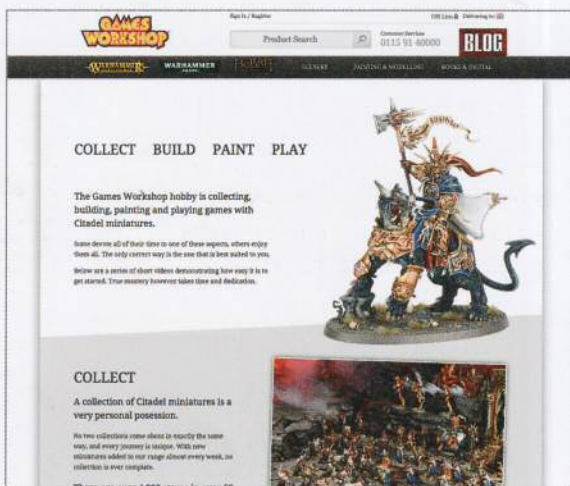 Sign In / Register
Delivering to:
GAMES WORKSHOP
Product Search
Customer Services
0115 91 40000
BLOG
WARHAMMER
SCENERY
PAINTING & MODELLING
BOOKS & DIGITAL
COLLECT BUILD PAINT PLAY
The Games Workshop hobby is collecting,
building, painting and playing games with
Citadel miniatures.
Some devote all of their time to one of these aspects, others enjoy
them all. The only correct way is the one that is best suited to you.
Below are a series of short videos demonstrating how easy it is to
get started. True mastery however takes time and dedication.
COLLECT
A collection of Citadel miniatures is a
very personal posession.
No two collections come about in exactly the same
way, and every journey is unique. With new
miniatures added to our range almost every week, no
collection is ever complete.